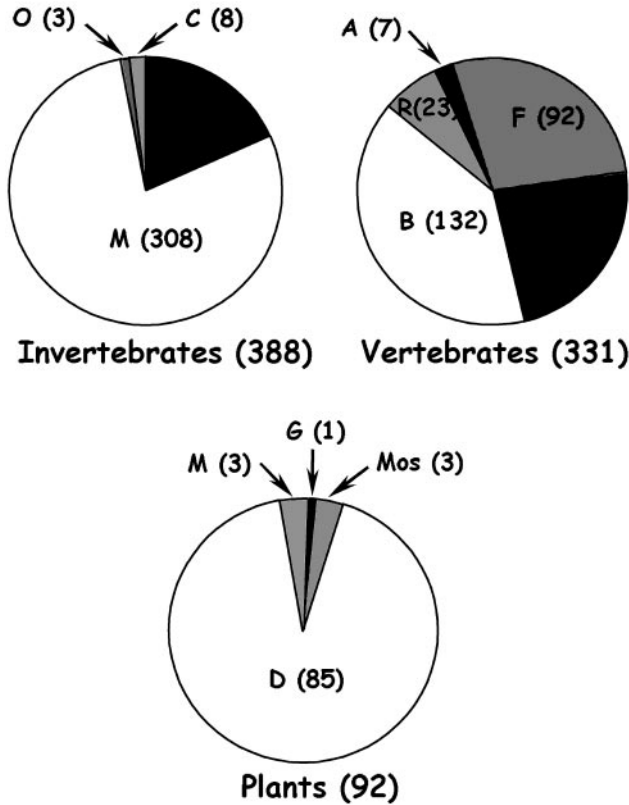 O (3)
C (8)
M (308)
Invertebrates (388)
A (7)
R(23)
F (92)
B (132)
Vertebrates (331)
G (1)
M (3)
Mos (3)
D (85)
Plants (92)